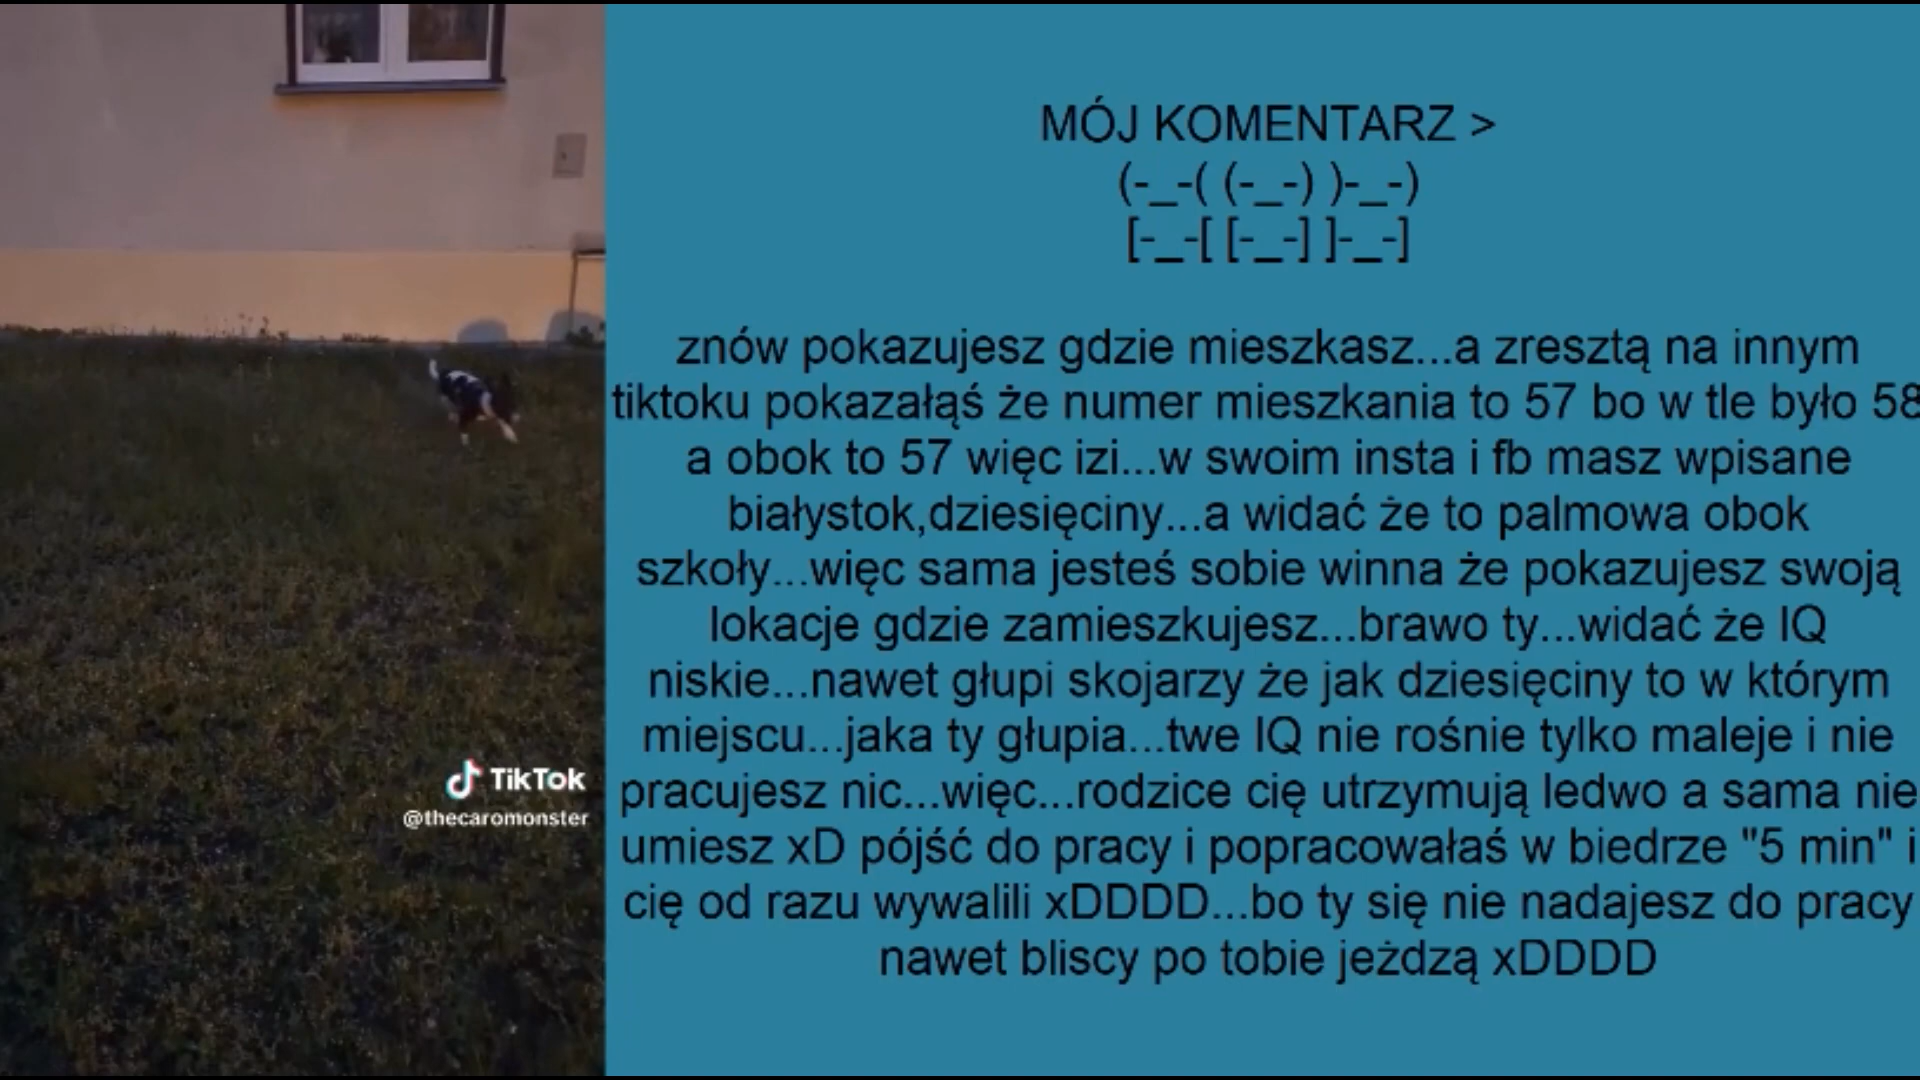 MÓJ KOMENTARZ >
(-_-( (-_-) )-_-)
[-_-[ [-_-] ]-_-]
znów pokazujesz gdzie mieszkasz...a zresztą na innym
tiktoku pokazałąś że numer mieszkania to 57 bo w tle było 58
a obok to 57 więc izi...w swoim insta i fb masz wpisane
białystok,dziesięciny...a widać że to palmowa obok
szkoły...więc sama jesteś sobie winna że pokazujesz swoją
lokacje gdzie zamieszkujesz...brawo ty...widać że IQ
niskie...nawet głupi skojarzy że jak dziesięciny to w którym
miejscu...jaka ty głupia...twe IQ nie rośnie tylko maleje i nie
pracujesz nic...więc...rodzice cię utrzymują ledwo a sama nie
umiesz xD pójść do pracy i popracowałaś w biedrze "5 min" i
cię od razu wywalili xDDDD...bo ty się nie nadajesz do pracy
nawet bliscy po tobie jeżdzą xDDDD
TikTok
@thecaromonster